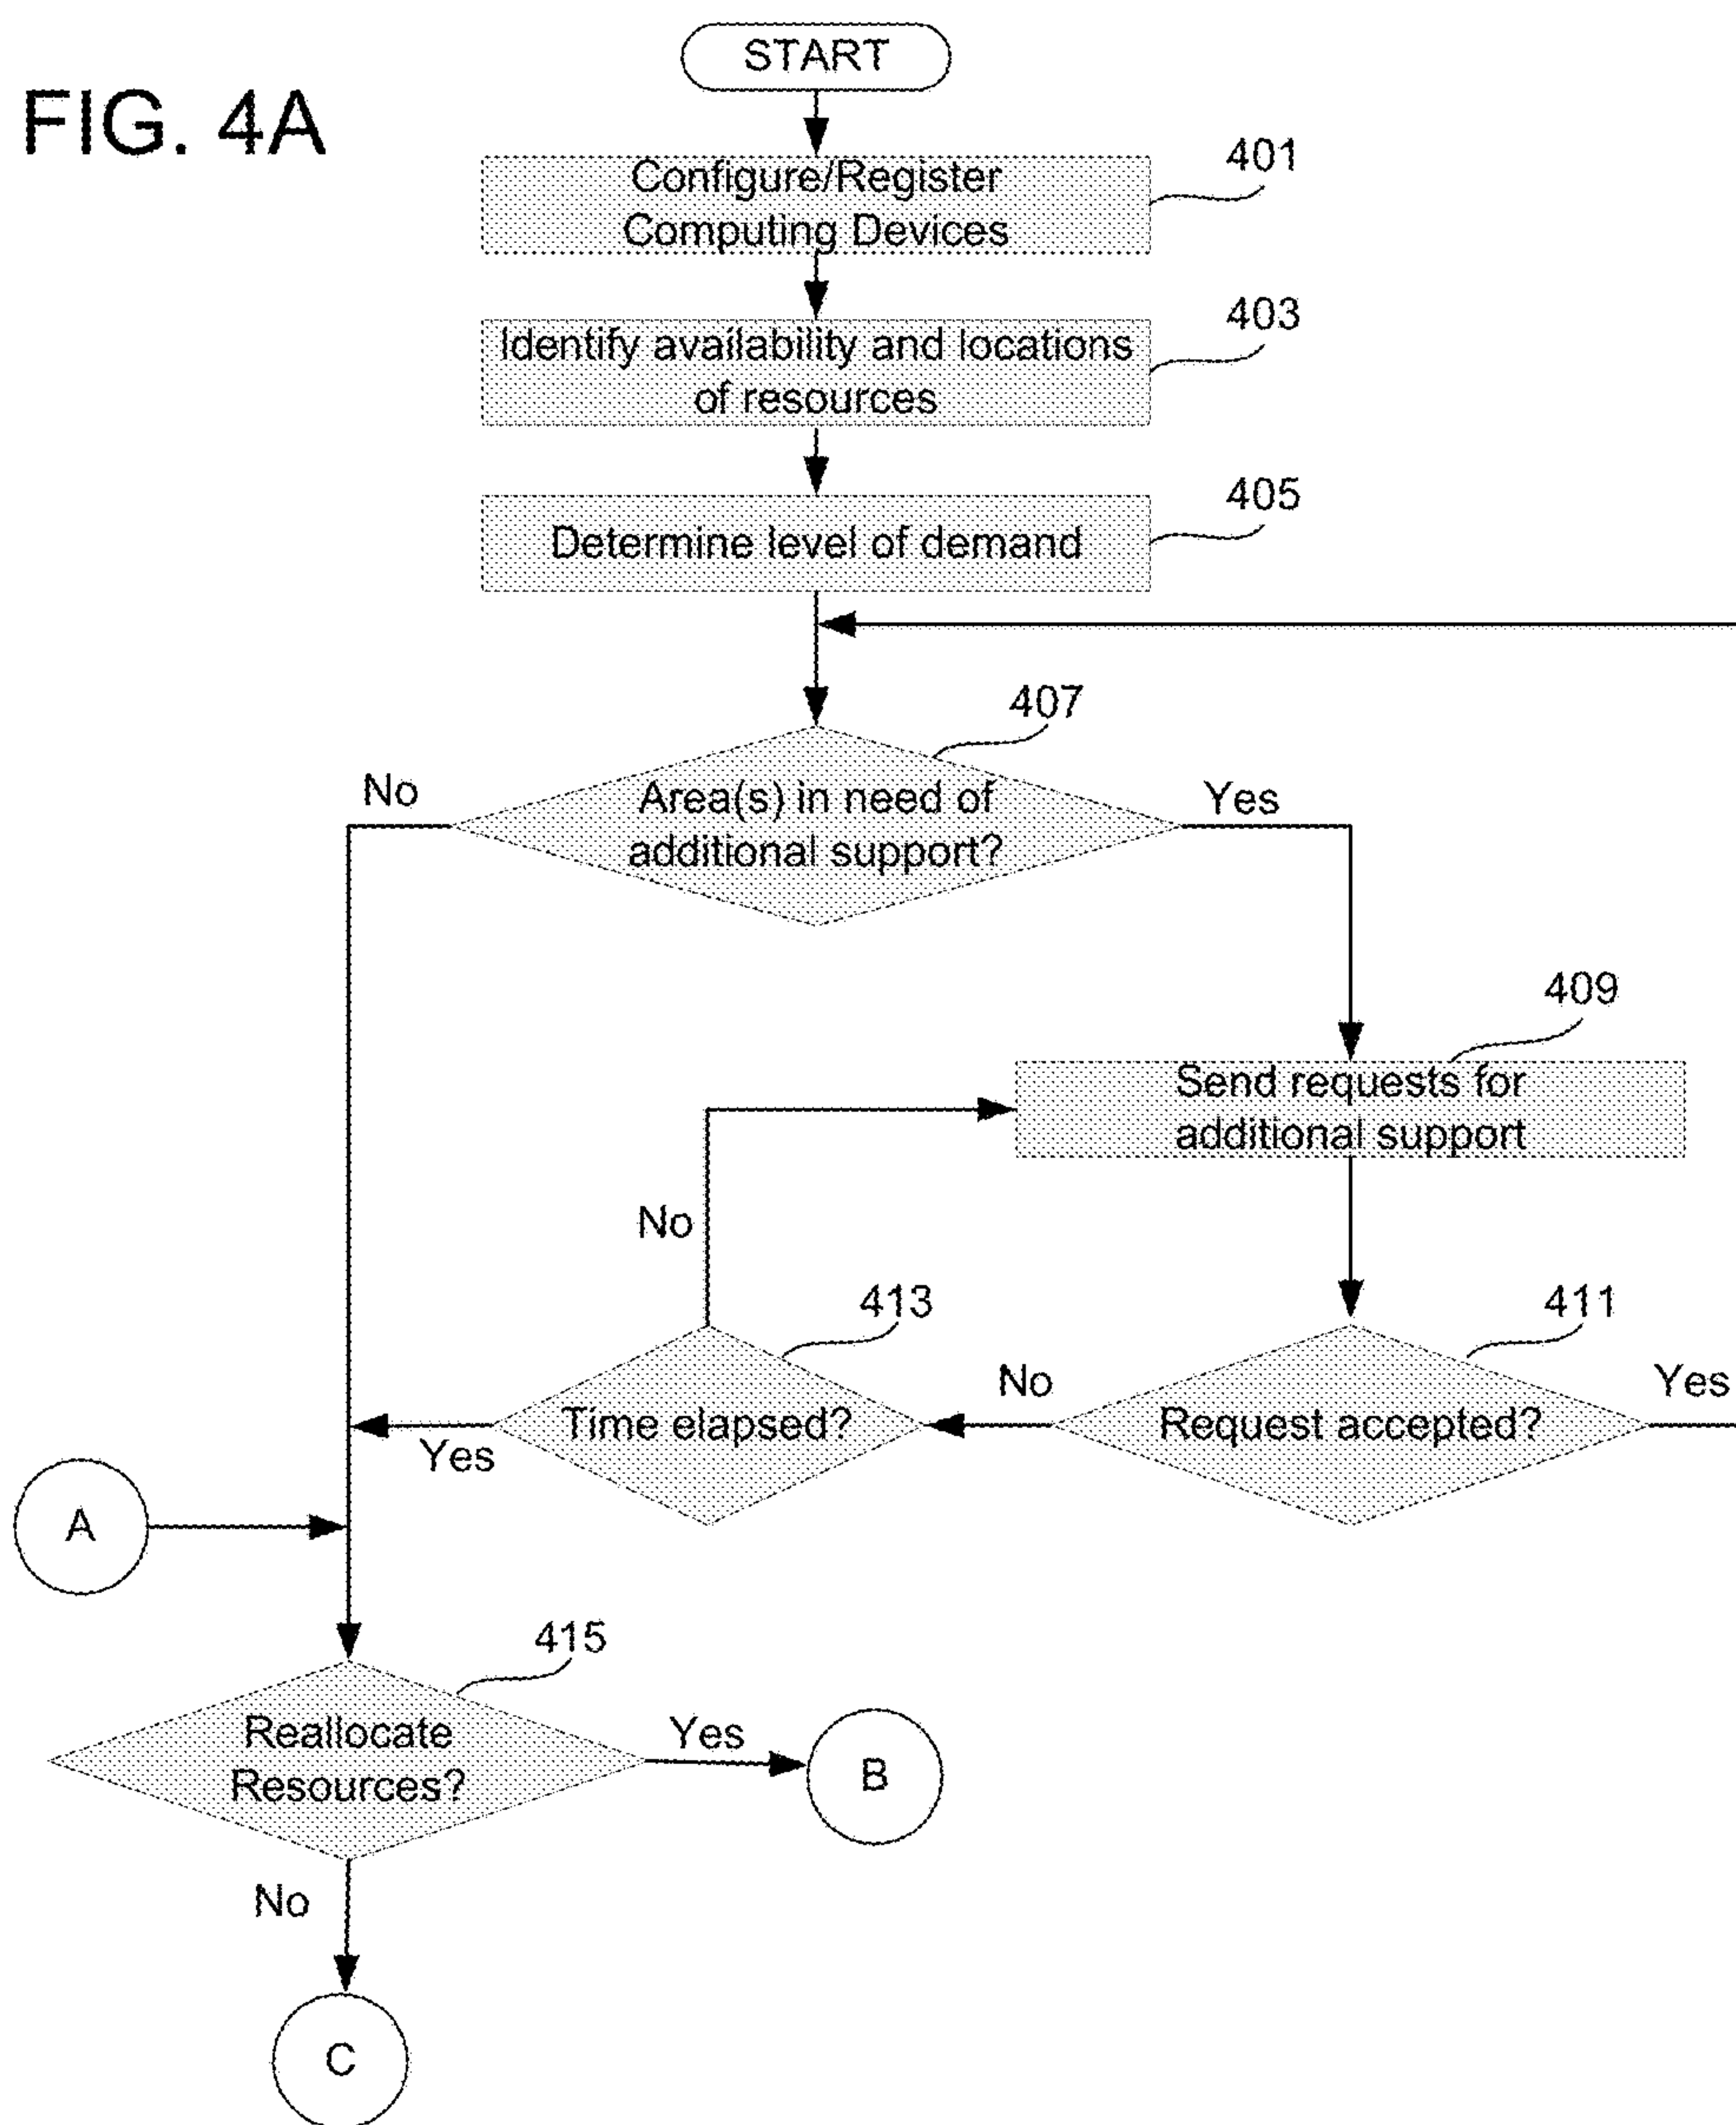 START
FIG. 4A
401
Configure/Register
Computing Devices
403
Identify availability and locations
of resources
405
Determine level of demand
407
No
Area(s) in need of
additional support?
Yes
409
Send requests for
additional support
No
413
411
No
Yes
Time elapsed?
Request accepted?
Yes
A
415
Reallocate
Resources?
Yes
B
No
C